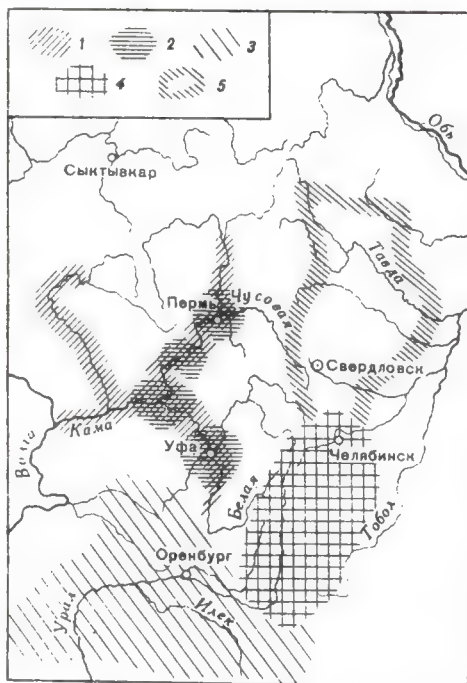 1 2 3
4 5
Обь
Сыктывкар
Тавда
Пермь
Чусовая
Свердловск
Кама
Волга
Уфа
Челябинск
Белая
Тобол
Оренбург
Урал
Илек